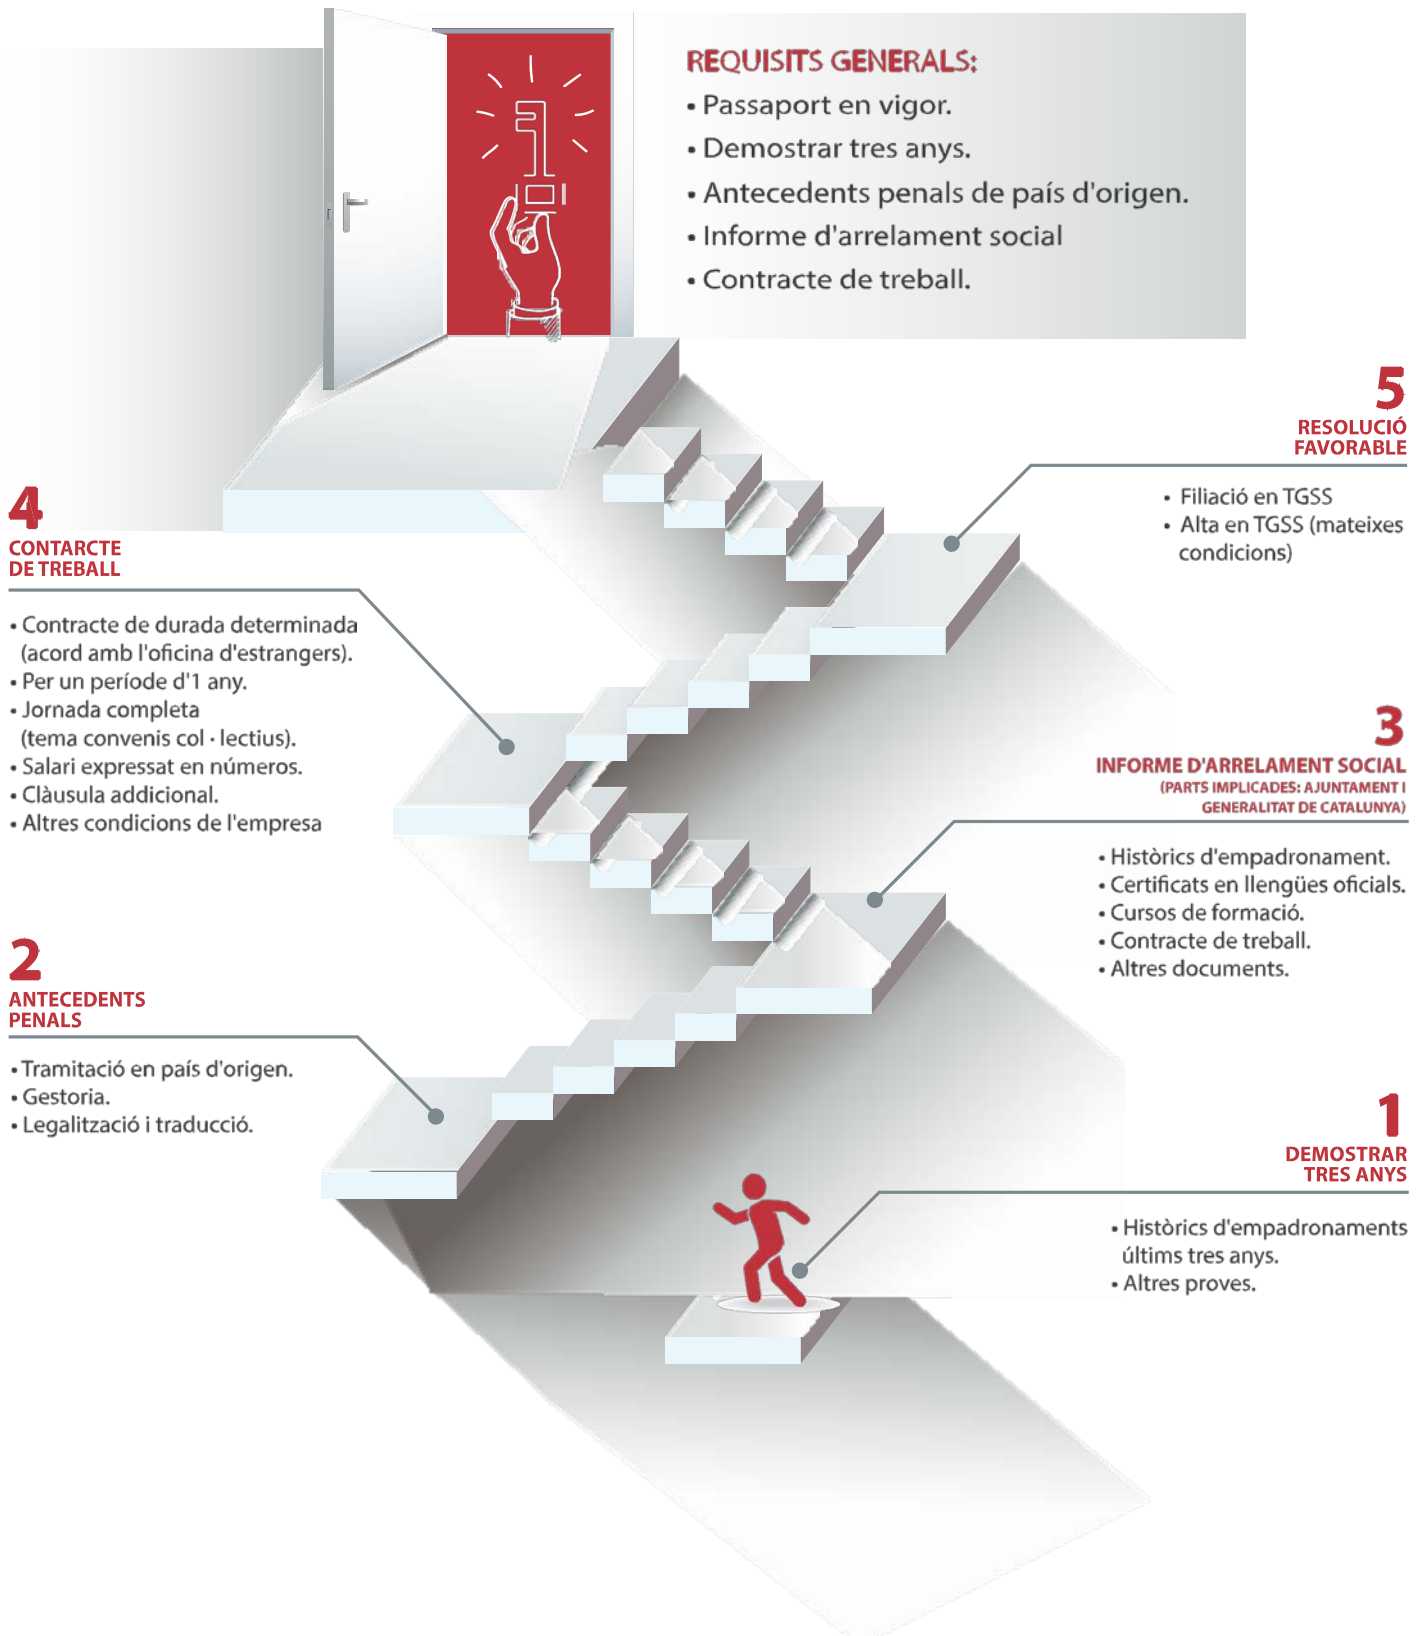 REQUISITS GENERALS:
• Passaport en vigor.
• Demostrar tres anys.
• Antecedents penals de país d'origen.
• Informe d'arrelament social
• Contracte de treball.
5
RESOLUCIÓ
FAVORABLE
• Filiació en TGSS
• Alta en TGSS (mateixes
condicions)
4
CONTARCTE
DE TREBALL
• Contracte de durada determinada
(acord amb l'oficina d'estrangers).
• Per un període d'1 any.
• Jornada completa
(tema convenis col · lectius).
• Salari expressat en números.
• Clàusula addicional.
• Altres condicions de l'empresa
3
INFORME D'ARRELAMENT SOCIAL
(PARTS IMPLICADES: AJUNTAMENT I
GENERALITAT DE CATALUNYA)
• Històrics d'empadronament.
• Certificats en llengües oficials.
• Cursos de formació.
• Contracte de treball.
• Altres documents.
2
ANTECEDENTS
PENALS
• Tramitació en país d'origen.
• Gestoria.
• Legalització i traducció.
1
DEMOSTRAR
TRES ANYS
• Històrics d'empadronaments
últims tres anys.
• Altres proves.